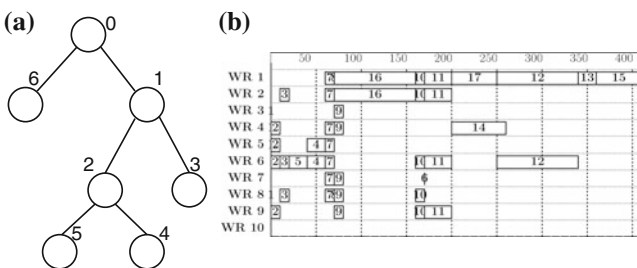 (a)
0
6
1
2
3
5
4
(b)
50 100 150 200 250 300 350 400
WR 1 7 16 10 11 17 12 13 15
WR 2 3 7 16 10 11
WR 3 1 9
WR 4 2 7 9 14
WR 5 2 4 7
WR 6 2 3 5 4 7 10 11 12
WR 7 7 9 6
WR 8 1 3 7 9 10
WR 9 2 9 10 11
WR 10